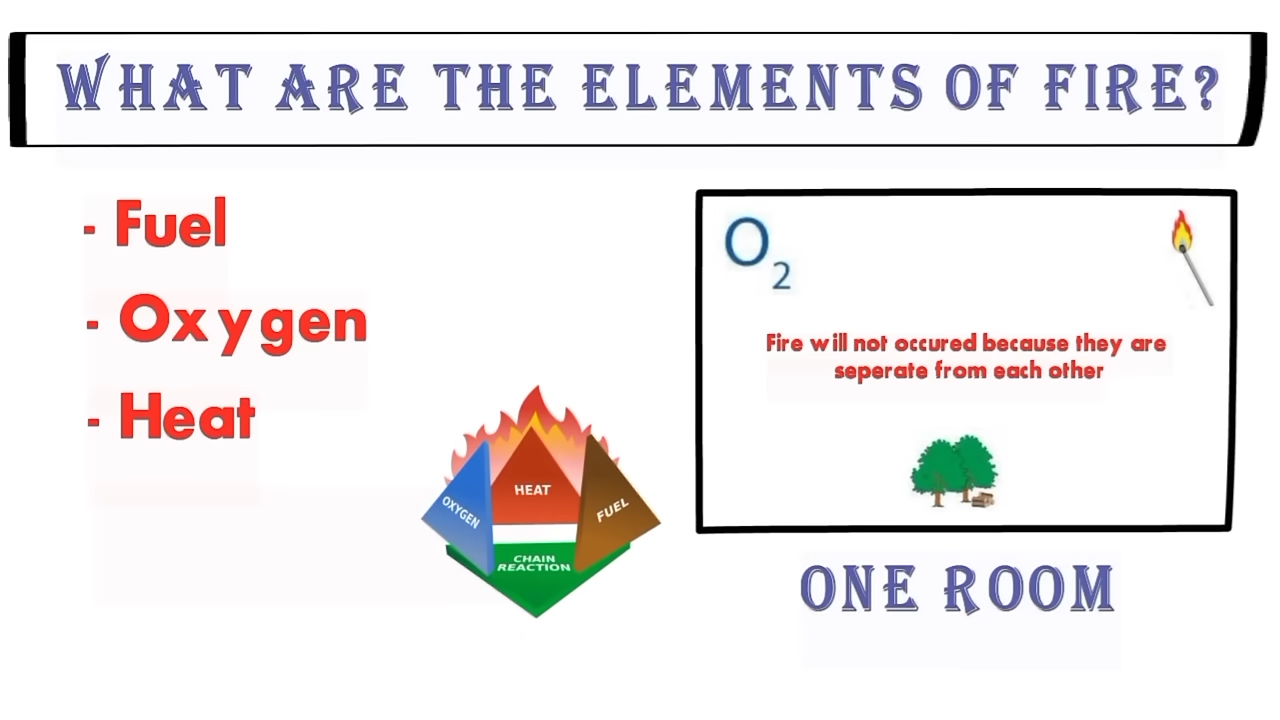 WHAT ARE THE ELEMENTS OF FIRE?
- Fuel
- Oxygen
- Heat
OXYGEN
HEAT
FUEL
CHAIN
REACTION
O2
Fire will not occured because they are
seperate from each other
ONE ROOM